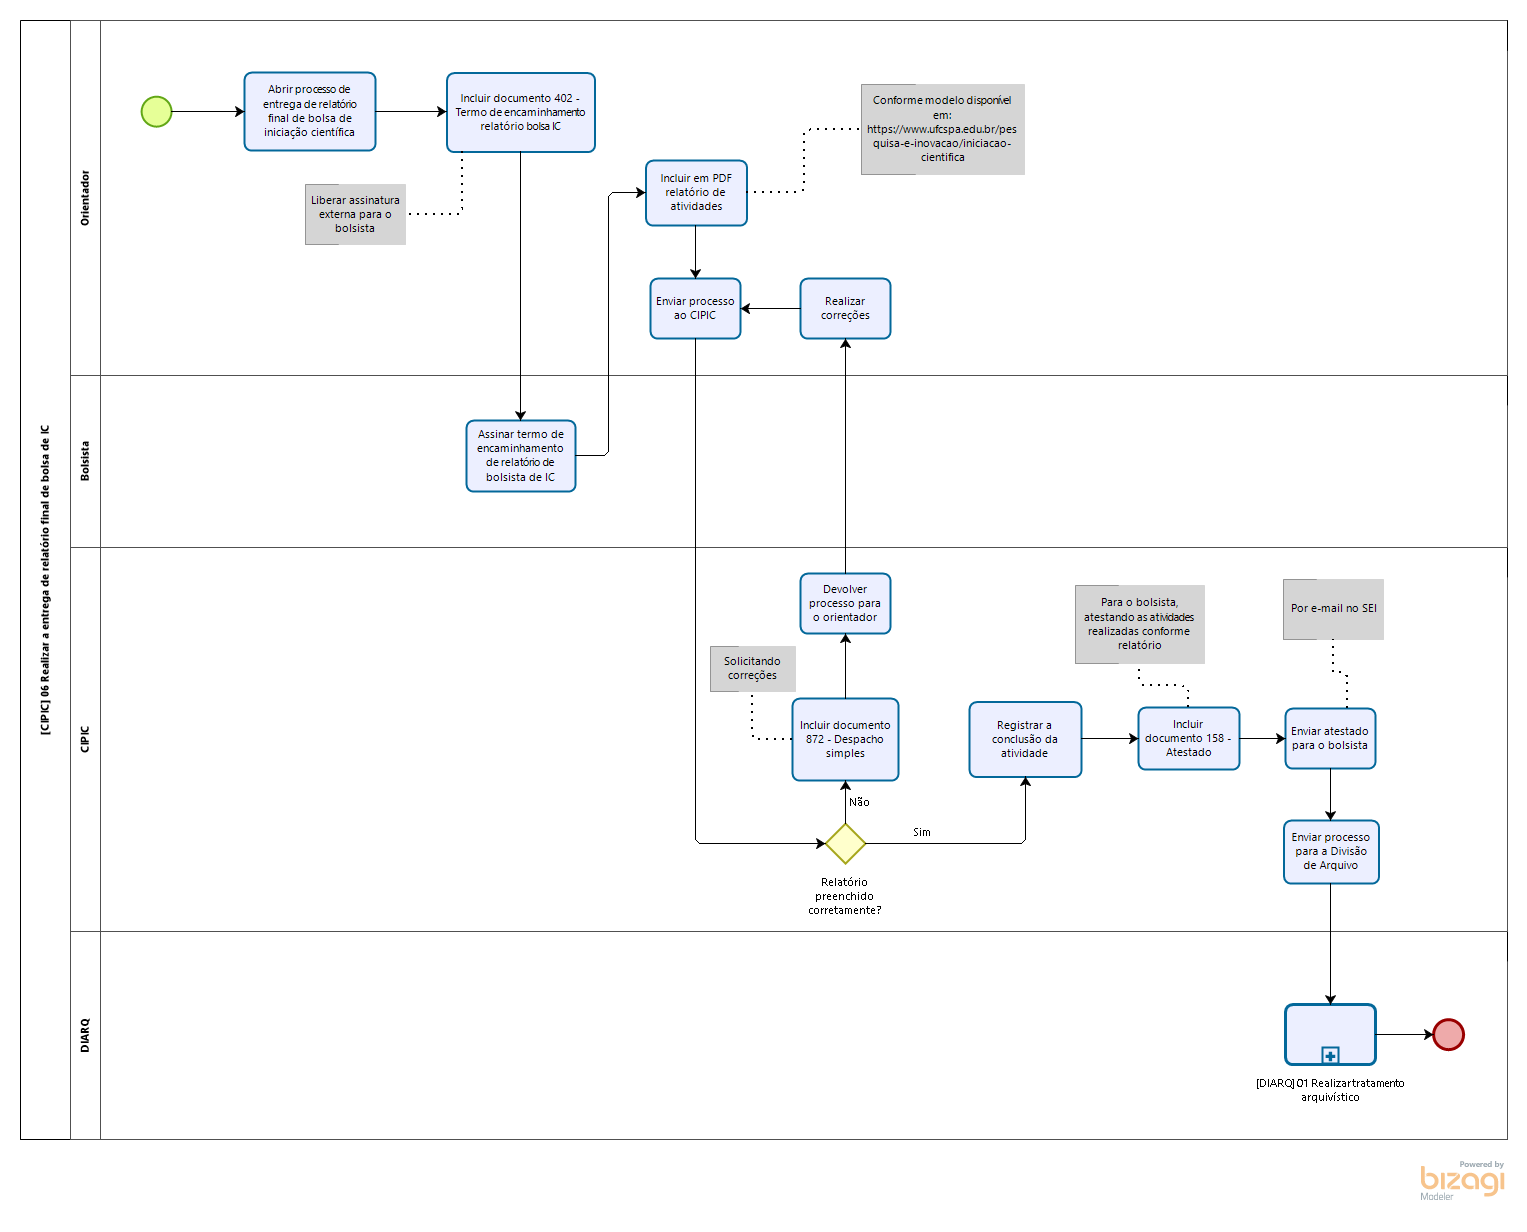 [CIPIC] 06 Realizar a entrega de relatório final de bolsa de IC
Orientador
Abrir processo de
entrega de relatório
final de bolsa de
iniciação científica
Incluir documento 402 -
Termo de encaminhamento
relatório bolsa IC
Liberar assinatura
externa para o
bolsista
Incluir em PDF
relatório de
atividades
Conforme modelo disponível
em:
https://www.ufcspa.edu.br/pes
quisa-e-inovacao/iniciacao-
cientifica
Enviar processo
ao CIPIC
Realizar
correções
Bolsista
Assinar termo de
encaminhamento
de relatório de
bolsista de IC
CIPIC
Devolver
processo para
o orientador
Solicitando
correções
Incluir documento
872 - Despacho
simples
Não
Sim
Relatório
preenchido
corretamente?
Registrar a
conclusão da
atividade
Para o bolsista,
atestando as atividades
realizadas conforme
relatório
Incluir
documento 158 -
Atestado
Por e-mail no SEI
Enviar atestado
para o bolsista
Enviar processo
para a Divisão
de Arquivo
DIARQ
[DIARQ] 01 Realizar tratamento
arquivístico
Powered by
bizagi
Modeler